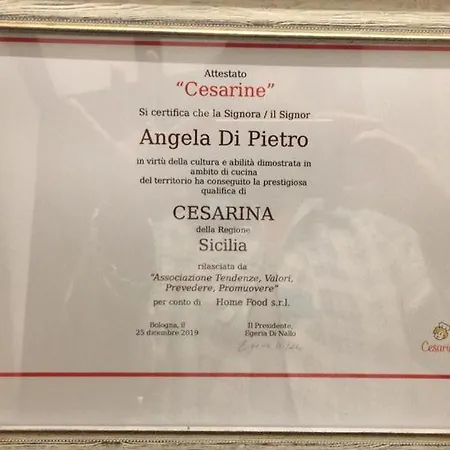 Attestato
“Cesarine”
Si certifica che la Signora / il Signor
Angela Di Pietro
in virtù della cultura e abilità dimostrata in
ambito di cucina
del territorio ha conseguito la prestigiosa
qualifica di
CESARINA
della Regione
Sicilia
rilasciata da
“Associazione Tendenze, Valori,
Prevedere, Promuovere”
per conto di Home Food s.r.l.
Bologna, il
25 dicembre 2019
Il Presidente,
Egeria Di Nallo